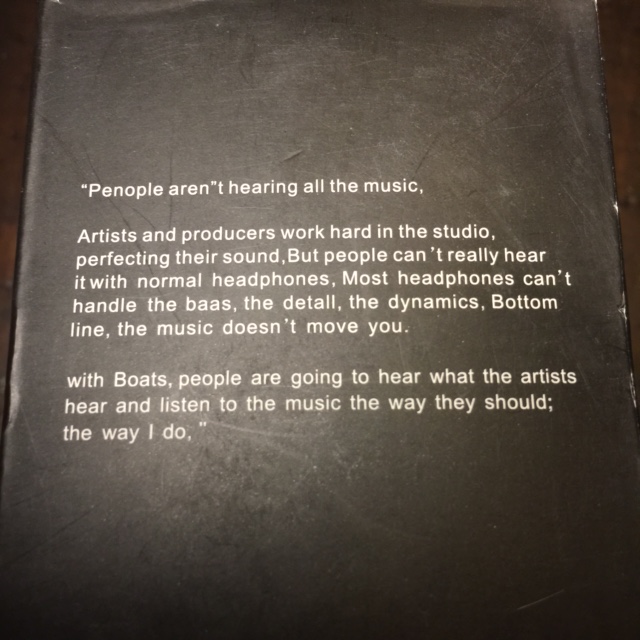 “Penople aren”t hearing all the music,
Artists and producers work hard in the studio,
perfecting their sound,But people can’t really hear
it with normal headphones, Most headphones can’t
handle the baas, the detall, the dynamics, Bottom
line, the music doesn’t move you.
with Boats, people are going to hear what the artists
hear and listen to the music the way they should;
the way I do, ”